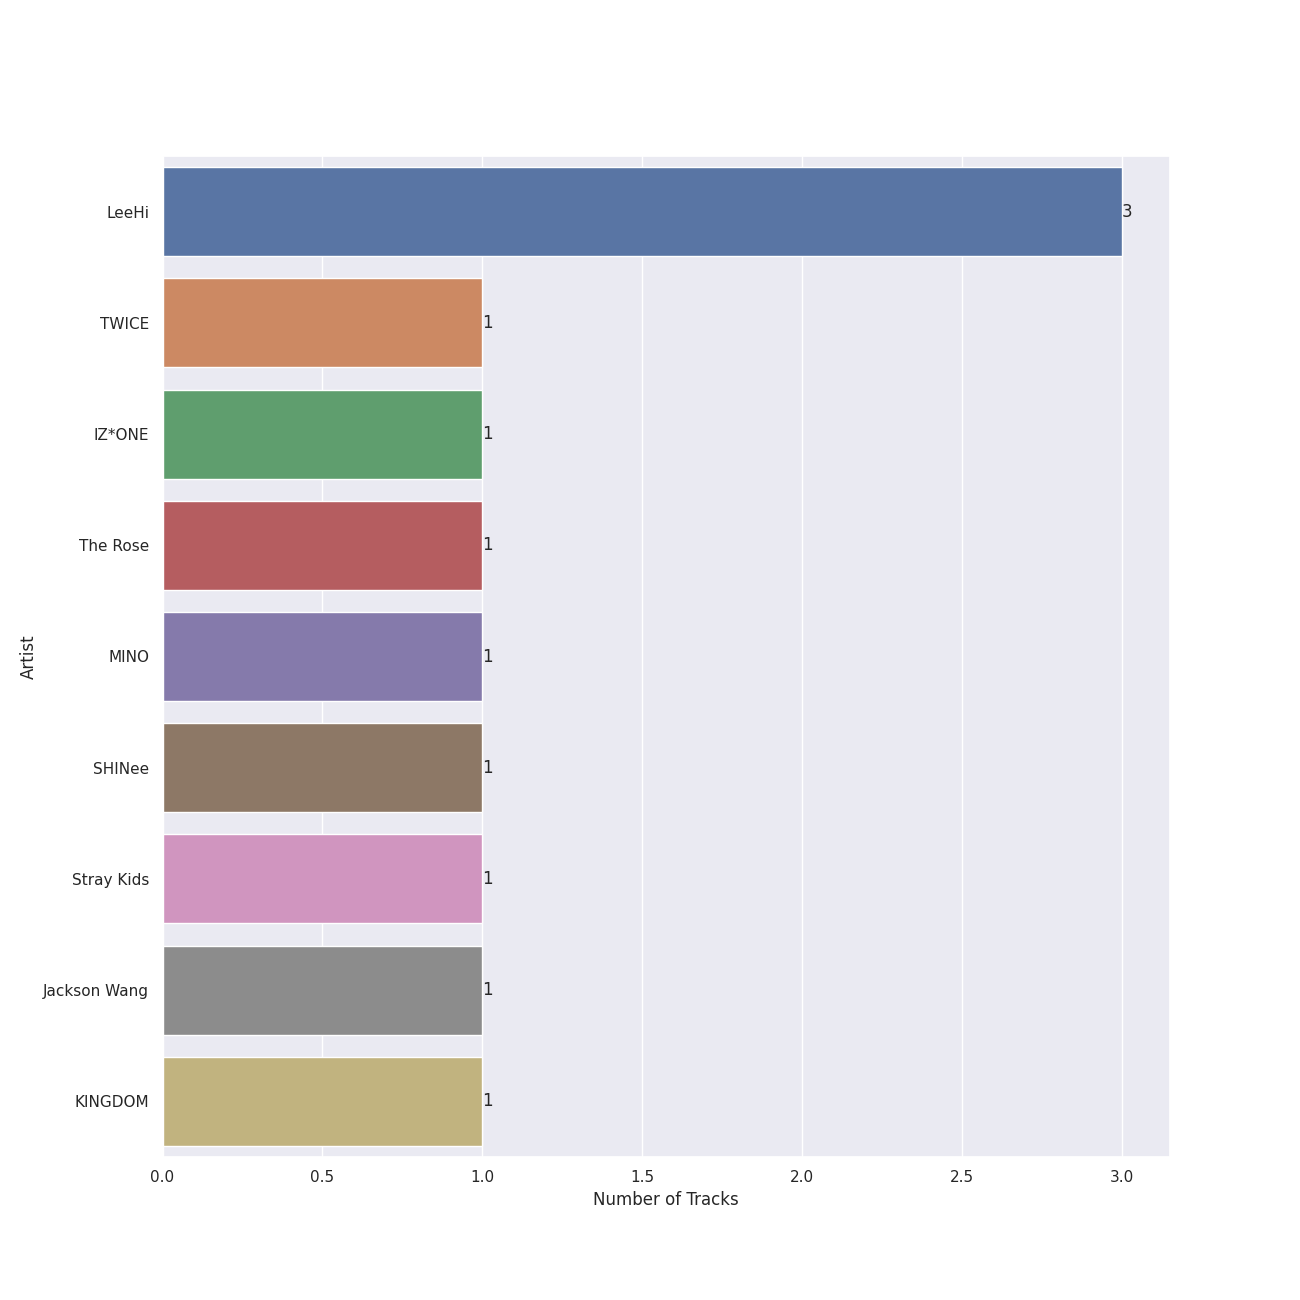 LeeHi
3
TWICE
1
IZ*ONE
1
The Rose
1
MINO
1
SHINee
1
Stray Kids
1
Jackson Wang
1
KINGDOM
1
Artist
0.0 0.5 1.0 1.5 2.0 2.5 3.0
Number of Tracks